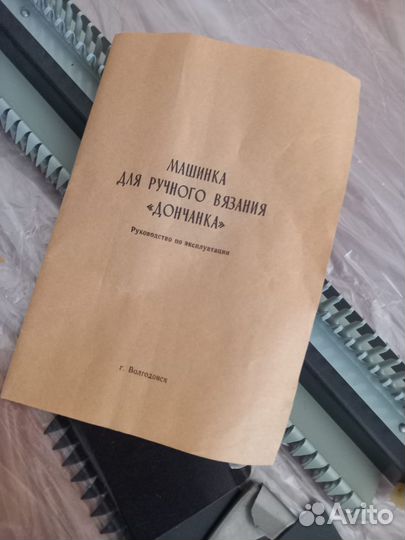 МАШИНКА
ДЛЯ РУЧНОГО ВЯЗАНИЯ
«ДОНЧАНКА»
Руководство по эксплуатации
г. Волгодонск
Avito